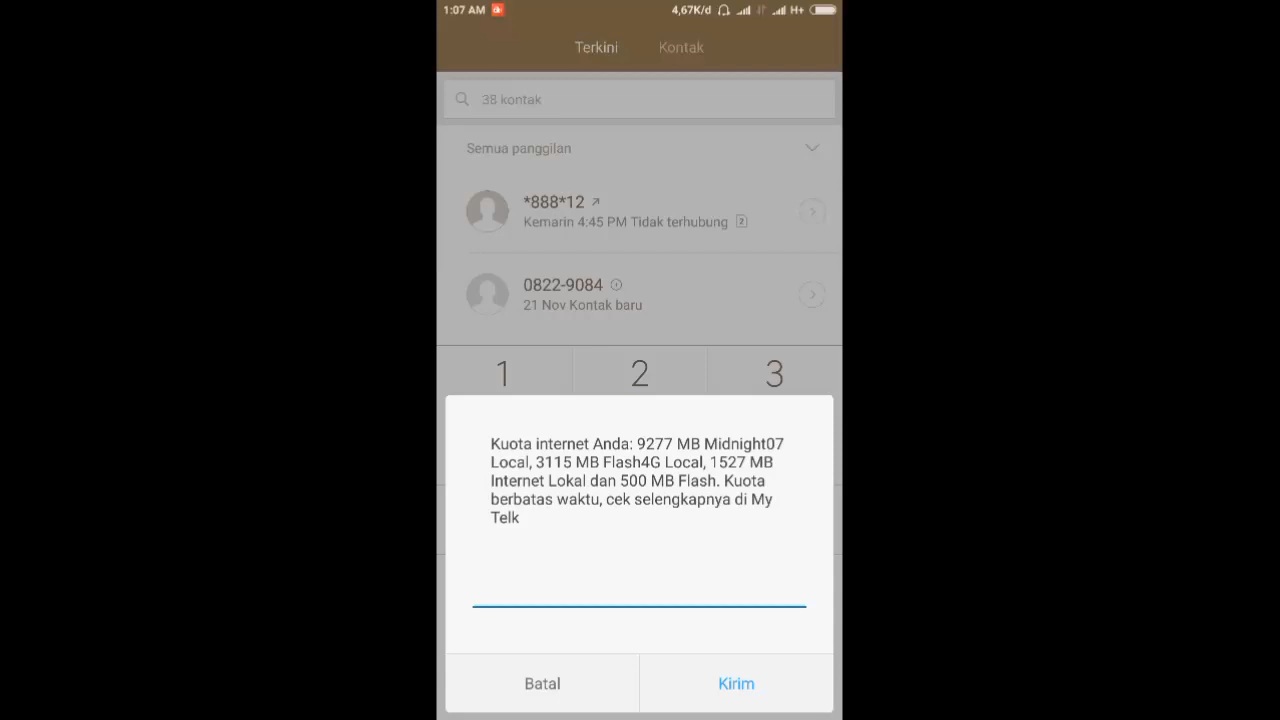 1:07 AM 4,67K/d H+
Terkini Kontak
38 kontak
Semua panggilan
*888*12
Kemarin 4:45 PM Tidak terhubung 2
0822-9084
21 Nov Kontak baru
1 2 3
Kuota internet Anda: 9277 MB Midnight07
Local, 3115 MB Flash4G Local, 1527 MB
Internet Lokal dan 500 MB Flash. Kuota
berbatas waktu, cek selengkapnya di My
Telk
Batal Kirim